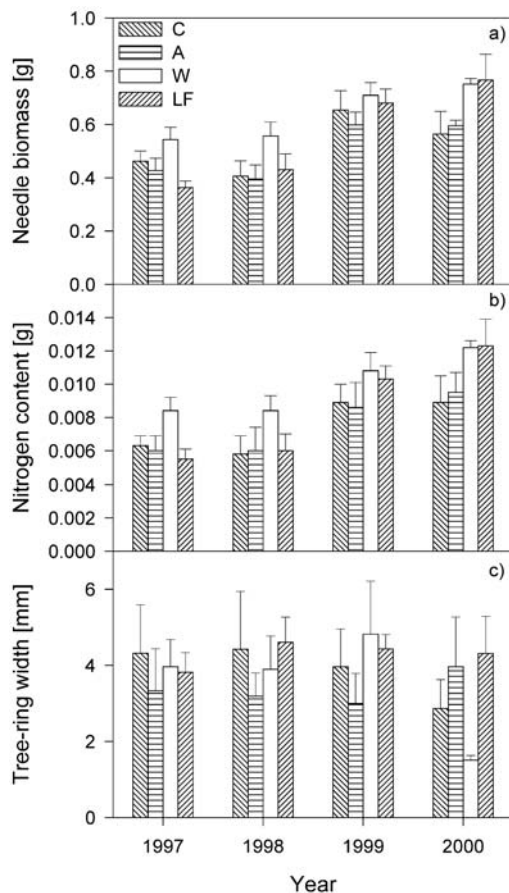 a)
C
A
W
LF
Needle biomass [g]
1.0
0.8
0.6
0.4
0.2
0.0
b)
Nitrogen content [g]
0.014
0.012
0.010
0.008
0.006
0.004
0.002
0.000
c)
Tree-ring width [mm]
6
4
2
0
1997 1998 1999 2000
Year